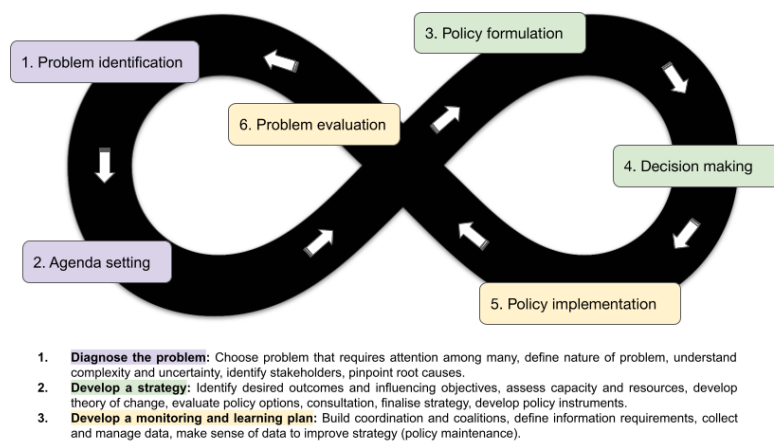 3. Policy formulation
1. Problem identification
6. Problem evaluation
4. Decision making
2. Agenda setting
5. Policy implementation
1. Diagnose the problem: Choose problem that requires attention among many, define nature of problem, understand
complexity and uncertainty, identify stakeholders, pinpoint root causes.
2. Develop a strategy: Identify desired outcomes and influencing objectives, assess capacity and resources, develop
theory of change, evaluate policy options, consultation, finalise strategy, develop policy instruments.
3. Develop a monitoring and learning plan: Build coordination and coalitions, define information requirements, collect
and manage data, make sense of data to improve strategy (policy maintenance).